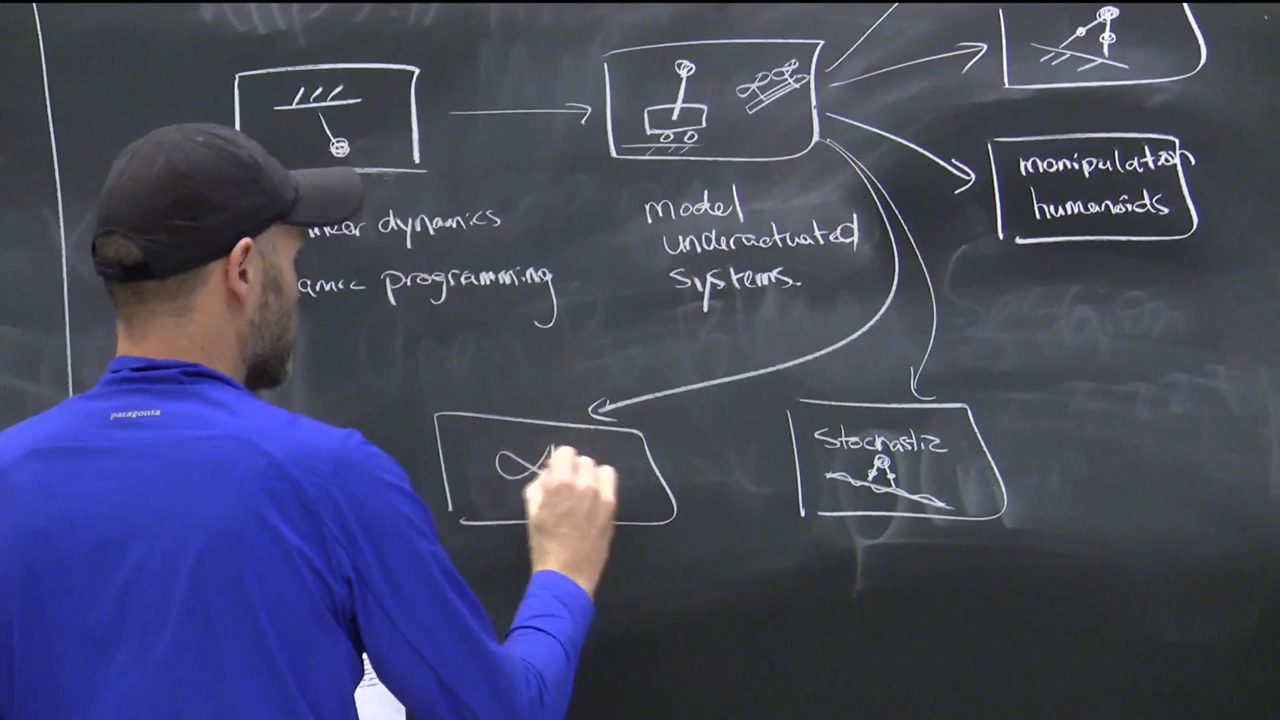 dynamics
programming
model
underactuated
systems.
manipulation
humanoids
Stochastic
patagonia